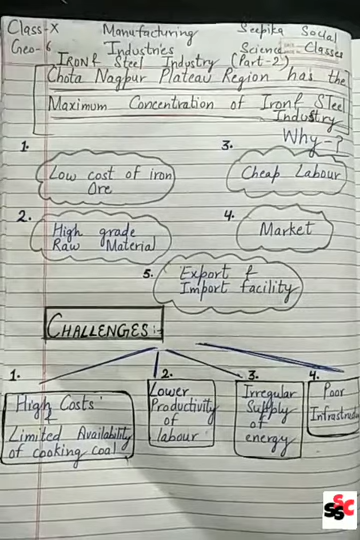 Class-X Manufacturing Seepika Social
Geo-6 Industries Science Classes
Iron & Steel Industry (Part-2)
Chota Nagpur Plateau Region has the
Maximum Concentration of Iron & Steel
Industry
Why-?
1.
Low cost of iron
Ore
3.
Cheap Labour
2.
High grade
Raw Material
4.
Market
5.
Export &
Import facility
CHALLENGES:-
1.
High Costs
Limited Availability
of cooking coal
2.
Lower
Productivity
of
labour
3.
Irregular
Supply
of
energy
4.
Poor
SSC